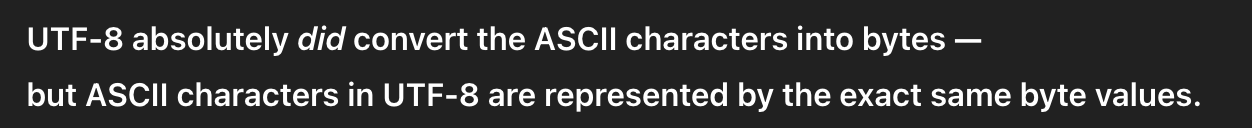 UTF-8 absolutely did convert the ASCII characters into bytes —
but ASCII characters in UTF-8 are represented by the exact same byte values.